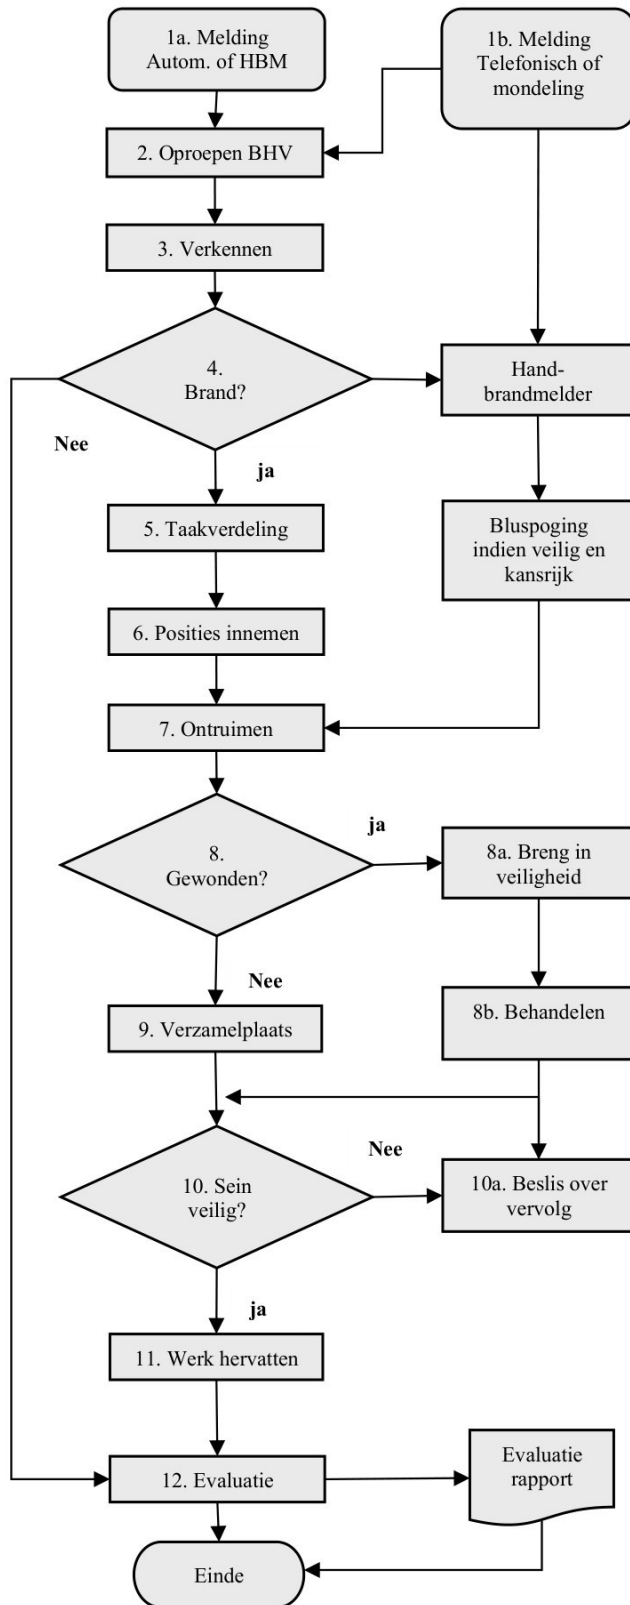 1a. Melding
Autom. of HBM
1b. Melding
Telefonisch of
mondeling
2. Oproepen BHV
3. Verkennen
4.
Brand?
Hand-
brandmelder
Nee
ja
5. Taakverdeling
Bluspoging
indien veilig en
kansrijk
6. Posities innemen
7. Ontruimen
ja
8.
Gewonden?
8a. Breng in
veiligheid
Nee
9. Verzamelplaats
8b. Behandelen
Nee
10. Sein
veilig?
10a. Beslis over
vervolg
ja
11. Werk hervatten
12. Evaluatie
Evaluatie
rapport
Einde